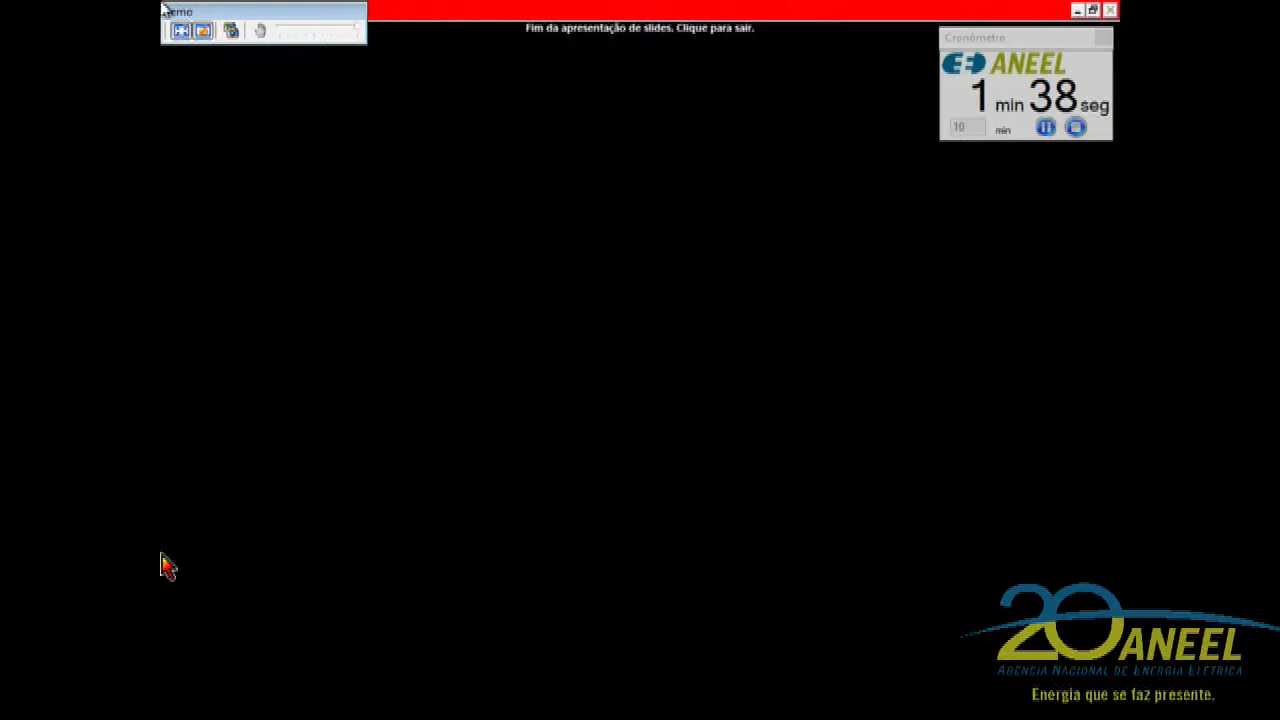 Fim da apresentação de slides. Clique para sair.
Cronômetro
ANEEL
1 min 38 seg
10 min
20 ANEEL
AGÊNCIA NACIONAL DE ENERGIA ELÉTRICA
Energia que se faz presente.